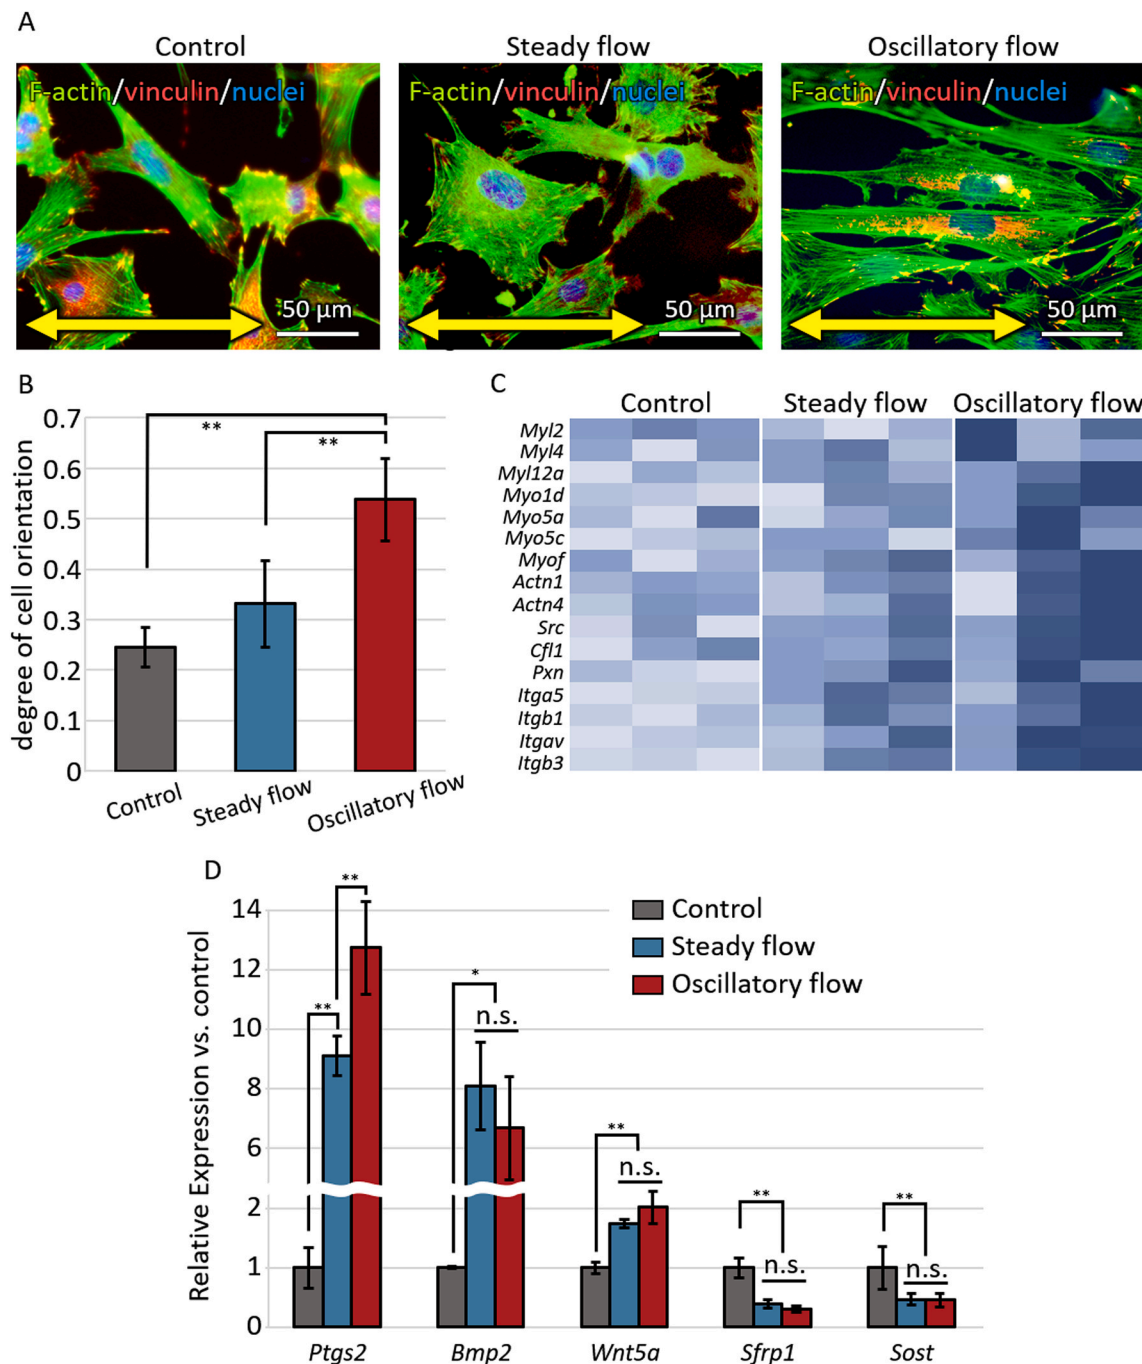 A
Control
Steady flow
Oscillatory flow
F-actin/vinculin/nuclei
F-actin/vinculin/nuclei
F-actin/vinculin/nuclei
50 µm
50 µm
50 µm
B
degree of cell orientation
0.7
0.6
0.5
0.4
0.3
0.2
0.1
0
**
**
Control
Steady flow
Oscillatory flow
C
Control
Steady flow
Oscillatory flow
Myl2
Myl4
Myl12a
Myo1d
Myo5a
Myo5c
Myof
Actn1
Actn4
Src
Cfl1
Pxn
Itga5
Itgb1
Itgav
Itgb3
D
Relative Expression vs. control
14
12
10
8
6
2
1
0
**
**
*
n.s.
**
n.s.
**
n.s.
**
n.s.
Control
Steady flow
Oscillatory flow
Ptgs2
Bmp2
Wnt5a
Sfrp1
Sost